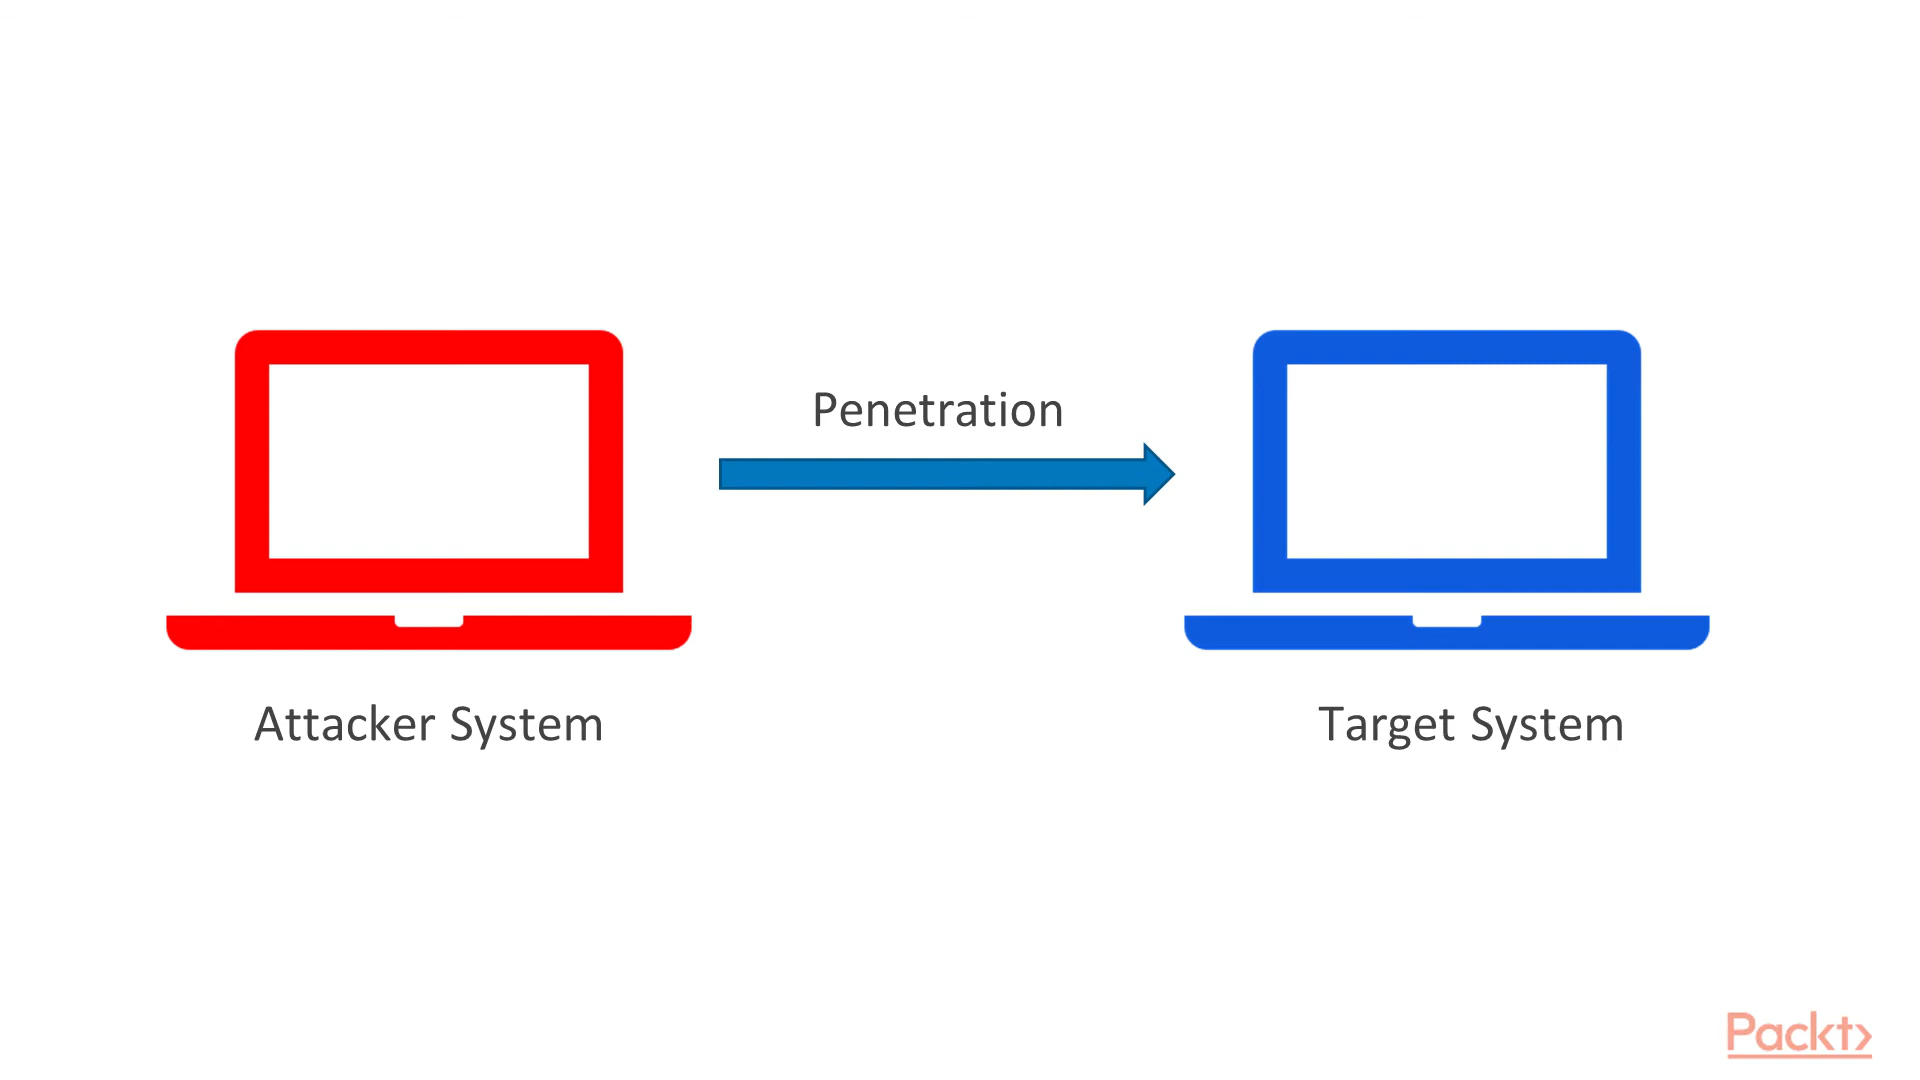 Penetration
Attacker System
Target System
Packt>